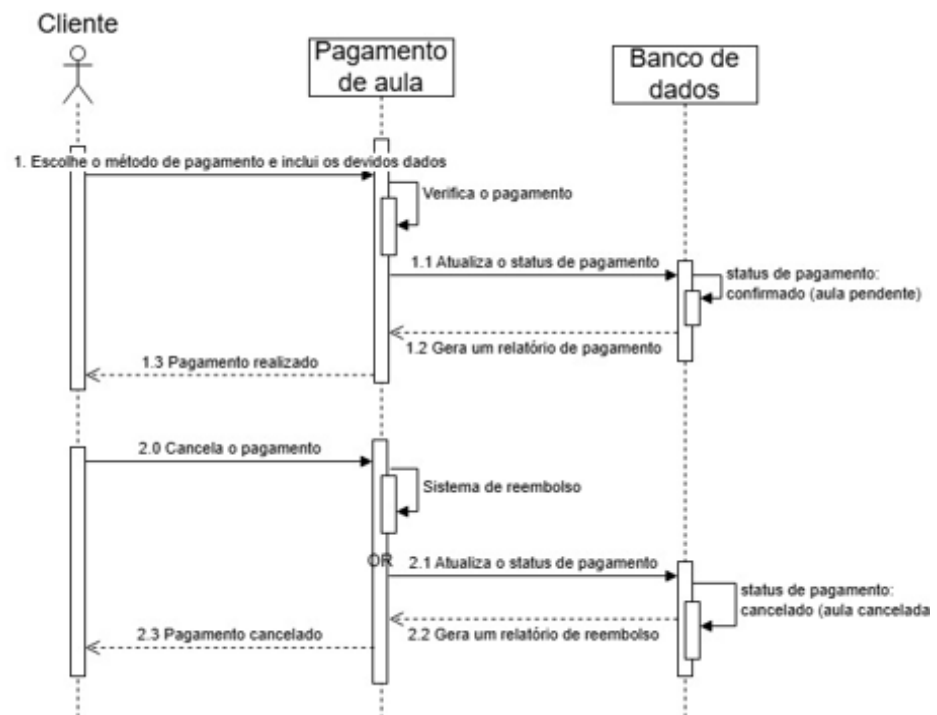 Cliente
Pagamento
de aula
Banco de
dados
1. Escolhe o método de pagamento e inclui os devidos dados
Verifica o pagamento
1.1 Atualiza o status de pagamento
status de pagamento:
confirmado (aula pendente)
1.2 Gera um relatório de pagamento
1.3 Pagamento realizado
2.0 Cancela o pagamento
Sistema de reembolso
OR
2.1 Atualiza o status de pagamento
status de pagamento:
cancelado (aula cancelada
2.2 Gera um relatório de reembolso
2.3 Pagamento cancelado